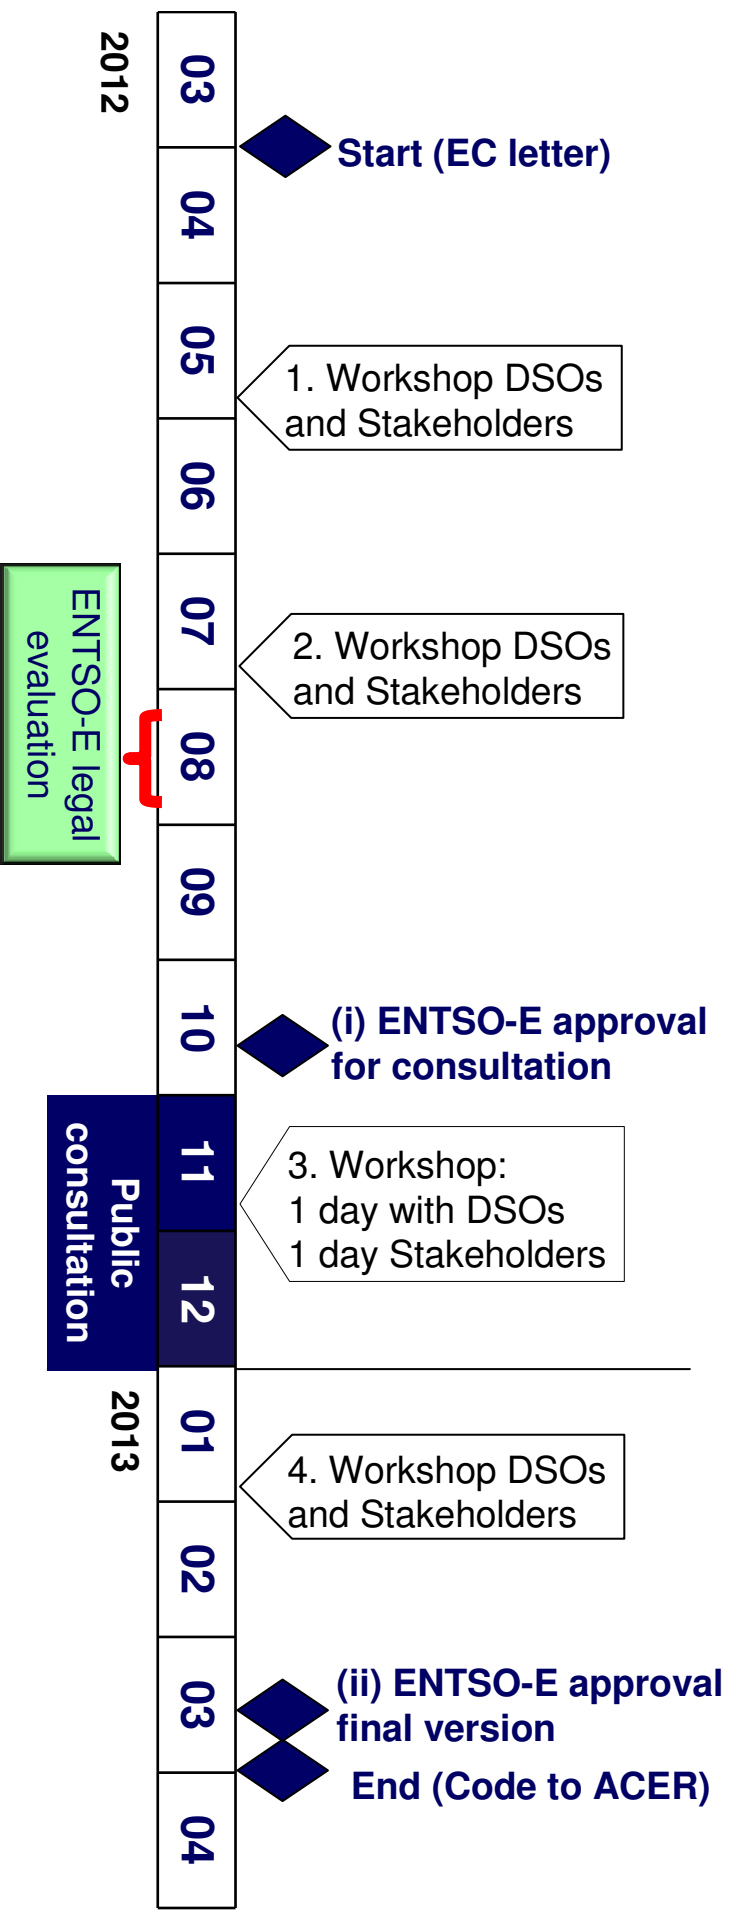 2012
03
Start (EC letter)
04
05
1. Workshop DSOs
and Stakeholders
06
07
2. Workshop DSOs
and Stakeholders
ENTSO-E legal
evaluation
08
09
10
(i) ENTSO-E approval
for consultation
Public
consultation
11
12
3. Workshop:
1 day with DSOs
1 day Stakeholders
2013
01
4. Workshop DSOs
and Stakeholders
02
03
(ii) ENTSO-E approval
final version
End (Code to ACER)
04